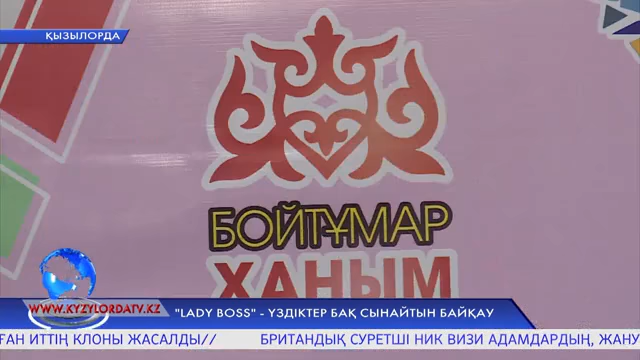 ҚЫЗЫЛОРДА
БОЙТҰМАР
ХАНЫМ
WWW.KYZYLORDATV.KZ
"LADY BOSS" - ҮЗДІКТЕР БАҚ СЫНАЙТЫН БАЙҚАУ
ҒАН ИТТІҢ КЛОНЫ ЖАСАЛДЫ// БРИТАНДЫҚ СУРЕТШІ НИК ВИЗИ АДАМДАРДЫҢ, ЖАНУ